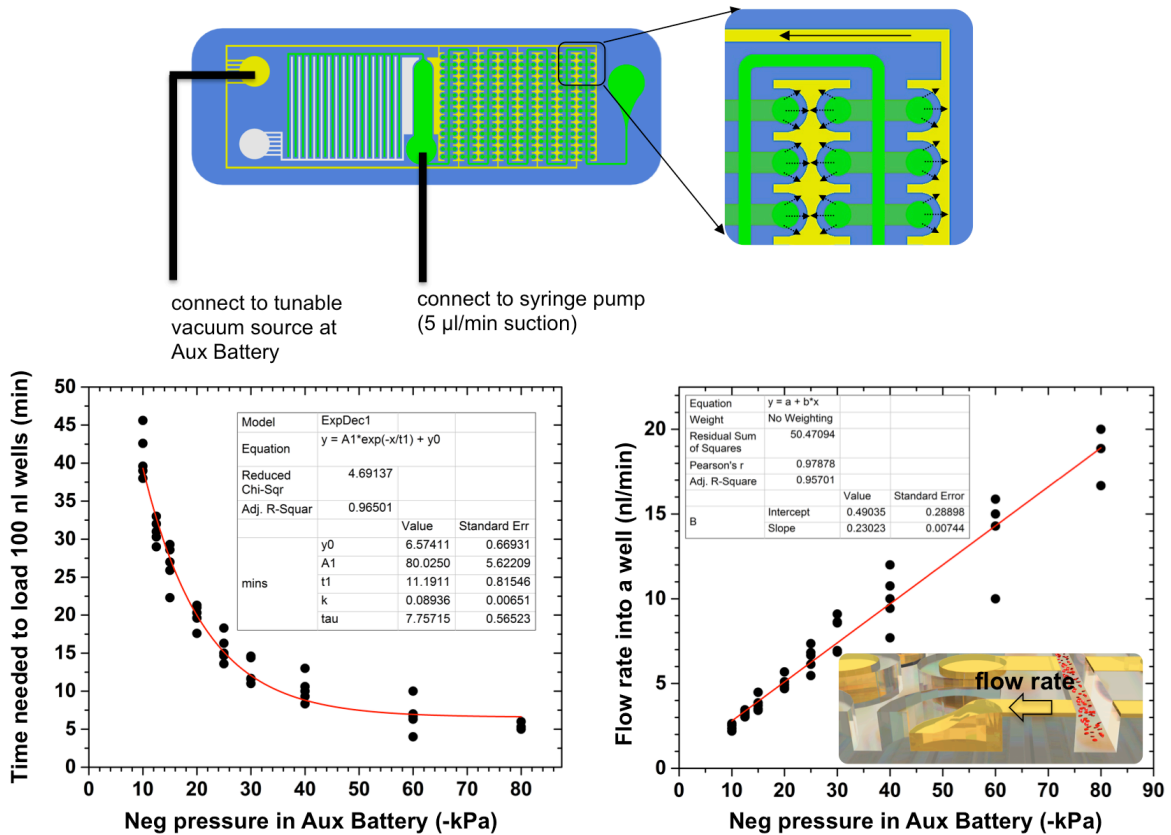 connect to tunable
vacuum source at
Aux Battery
connect to syringe pump
(5 µl/min suction)
Time needed to load 100 nl wells (min)
50
45
40
35
30
25
20
15
10
5
0
0
10
20
30
40
50
60
70
80
Neg pressure in Aux Battery (-kPa)
Model ExpDec1
Equation y = A1*exp(-x/t1) + y0
Reduced
Chi-Sqr
4.69137
Adj. R-Squar 0.96501
Value Standard Err
mins
y0 6.57411 0.66931
A1 80.0250 5.62209
t1 11.1911 0.81546
k 0.08936 0.00651
tau 7.75715 0.56523
Flow rate into a well (nl/min)
20
15
10
5
0
0
10
20
30
40
50
60
70
80
90
Neg pressure in Aux Battery (-kPa)
Equation y = a + b*x
Weight No Weighting
Residual Sum
of Squares
50.47094
Pearson's r 0.97878
Adj. R-Square 0.95701
Value Standard Error
B
Intercept 0.49035 0.28898
Slope 0.23023 0.00744
flow rate